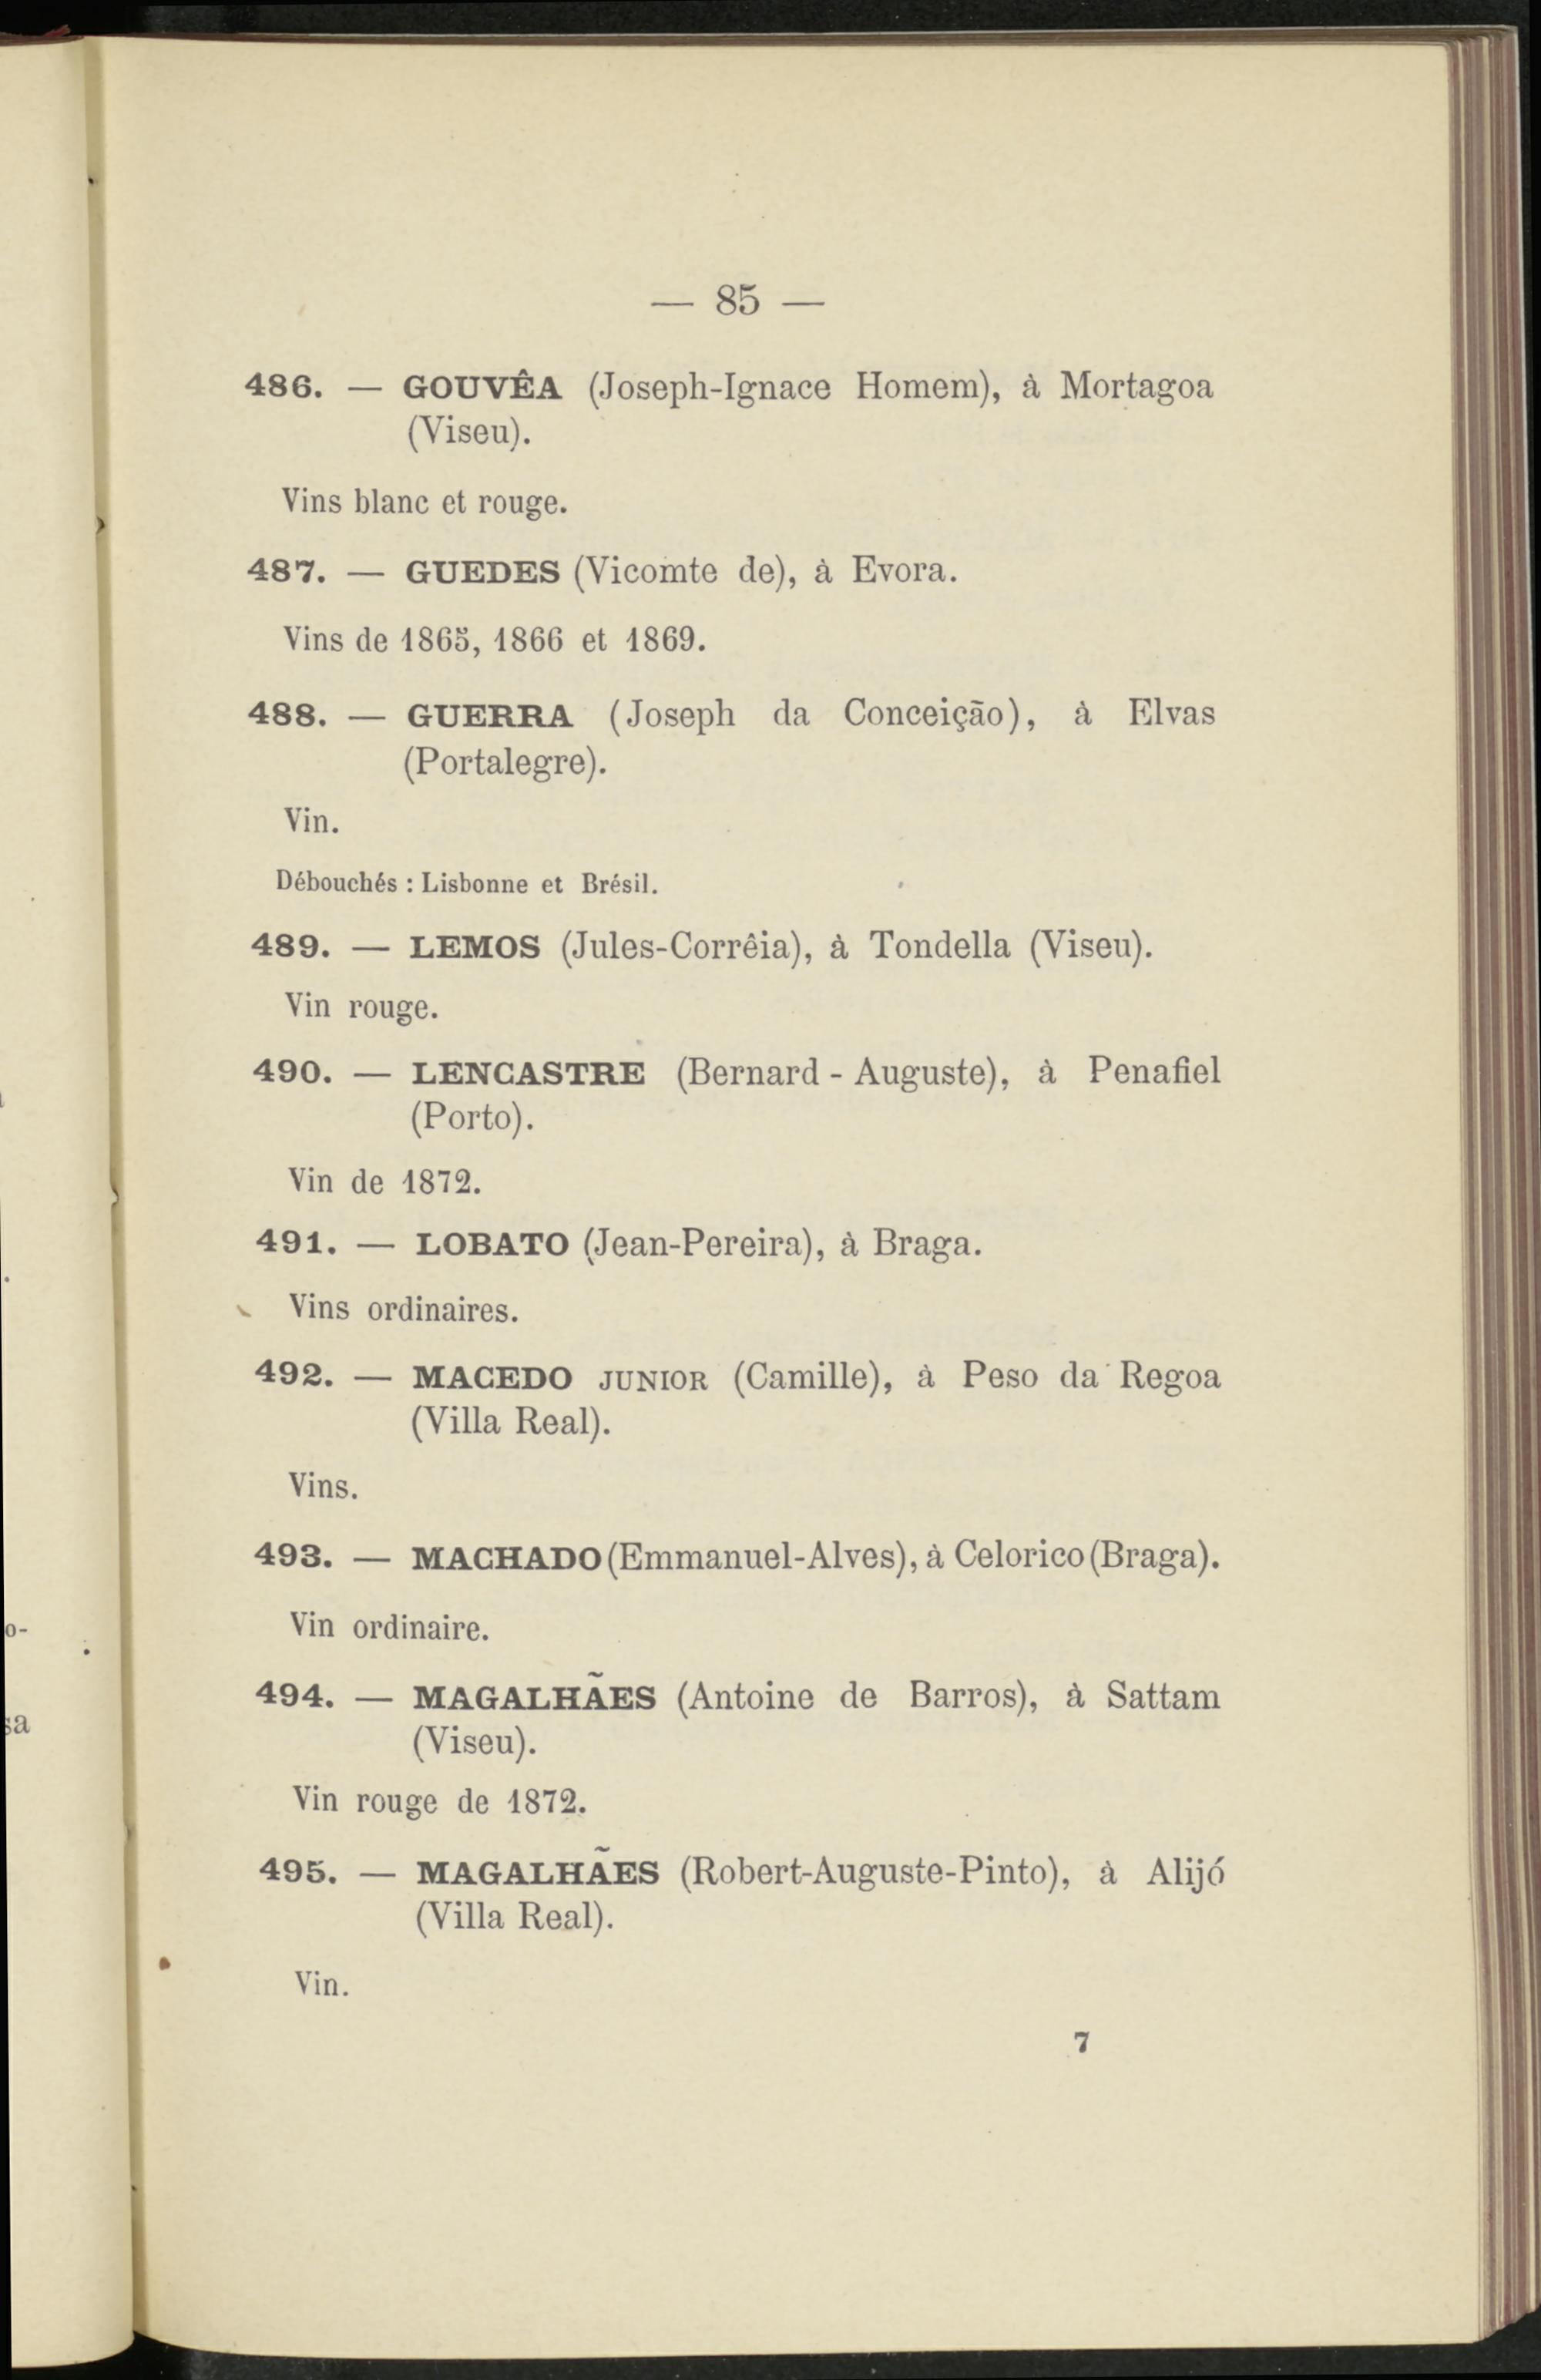 — 85 —
486. — GOUVÊA (Joseph-Ignace Homem), à Mortagoa
(Viseu).
Vins blanc et rouge.
487. — GUEDES (Vicomte de), à Evora.
Vins de 1865, 1866 et 1869.
488. — GUERRA (Joseph da Conceição), à Elvas
(Portalegre).
Vin.
Débouchés : Lisbonne et Brésil.
489. — LEMOS (Jules-Corrêia), à Tondella (Viseu).
Vin rouge.
490. — LENCASTRE (Bernard - Auguste), à Penafiel
(Porto).
Vin de 1872.
491. — LOBATO (Jean-Pereira), à Braga.
Vins ordinaires.
492. — MACEDO JUNIOR (Camille), à Peso da Regoa
(Villa Real).
Vins.
493. — MACHADO (Emmanuel-Alves), à Celorico (Braga).
Vin ordinaire.
494. — MAGALHÃES (Antoine de Barros), à Sattam
(Viseu).
Vin rouge de 1872.
495. — MAGALHÃES (Robert-Auguste-Pinto), à Alijó
(Villa Real).
Vin.
7